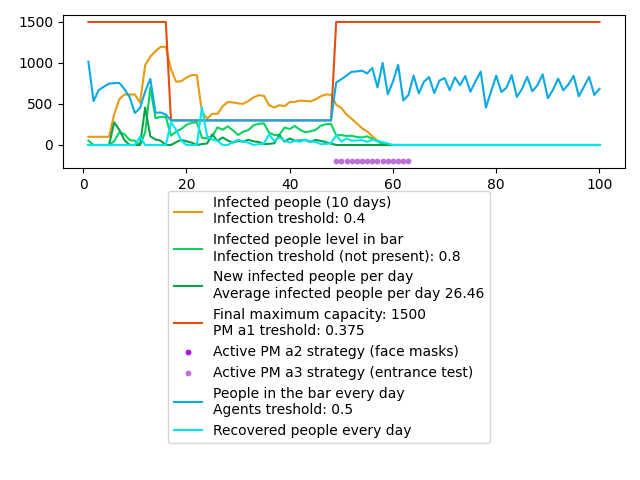 1500
1000
500
0
0 20 40 60 80 100
Infected people (10 days)
Infection treshold: 0.4
Infected people level in bar
Infection treshold (not present): 0.8
New infected people per day
Average infected people per day 26.46
Final maximum capacity: 1500
PM a1 treshold: 0.375
Active PM a2 strategy (face masks)
Active PM a3 strategy (entrance test)
People in the bar every day
Agents treshold: 0.5
Recovered people every day